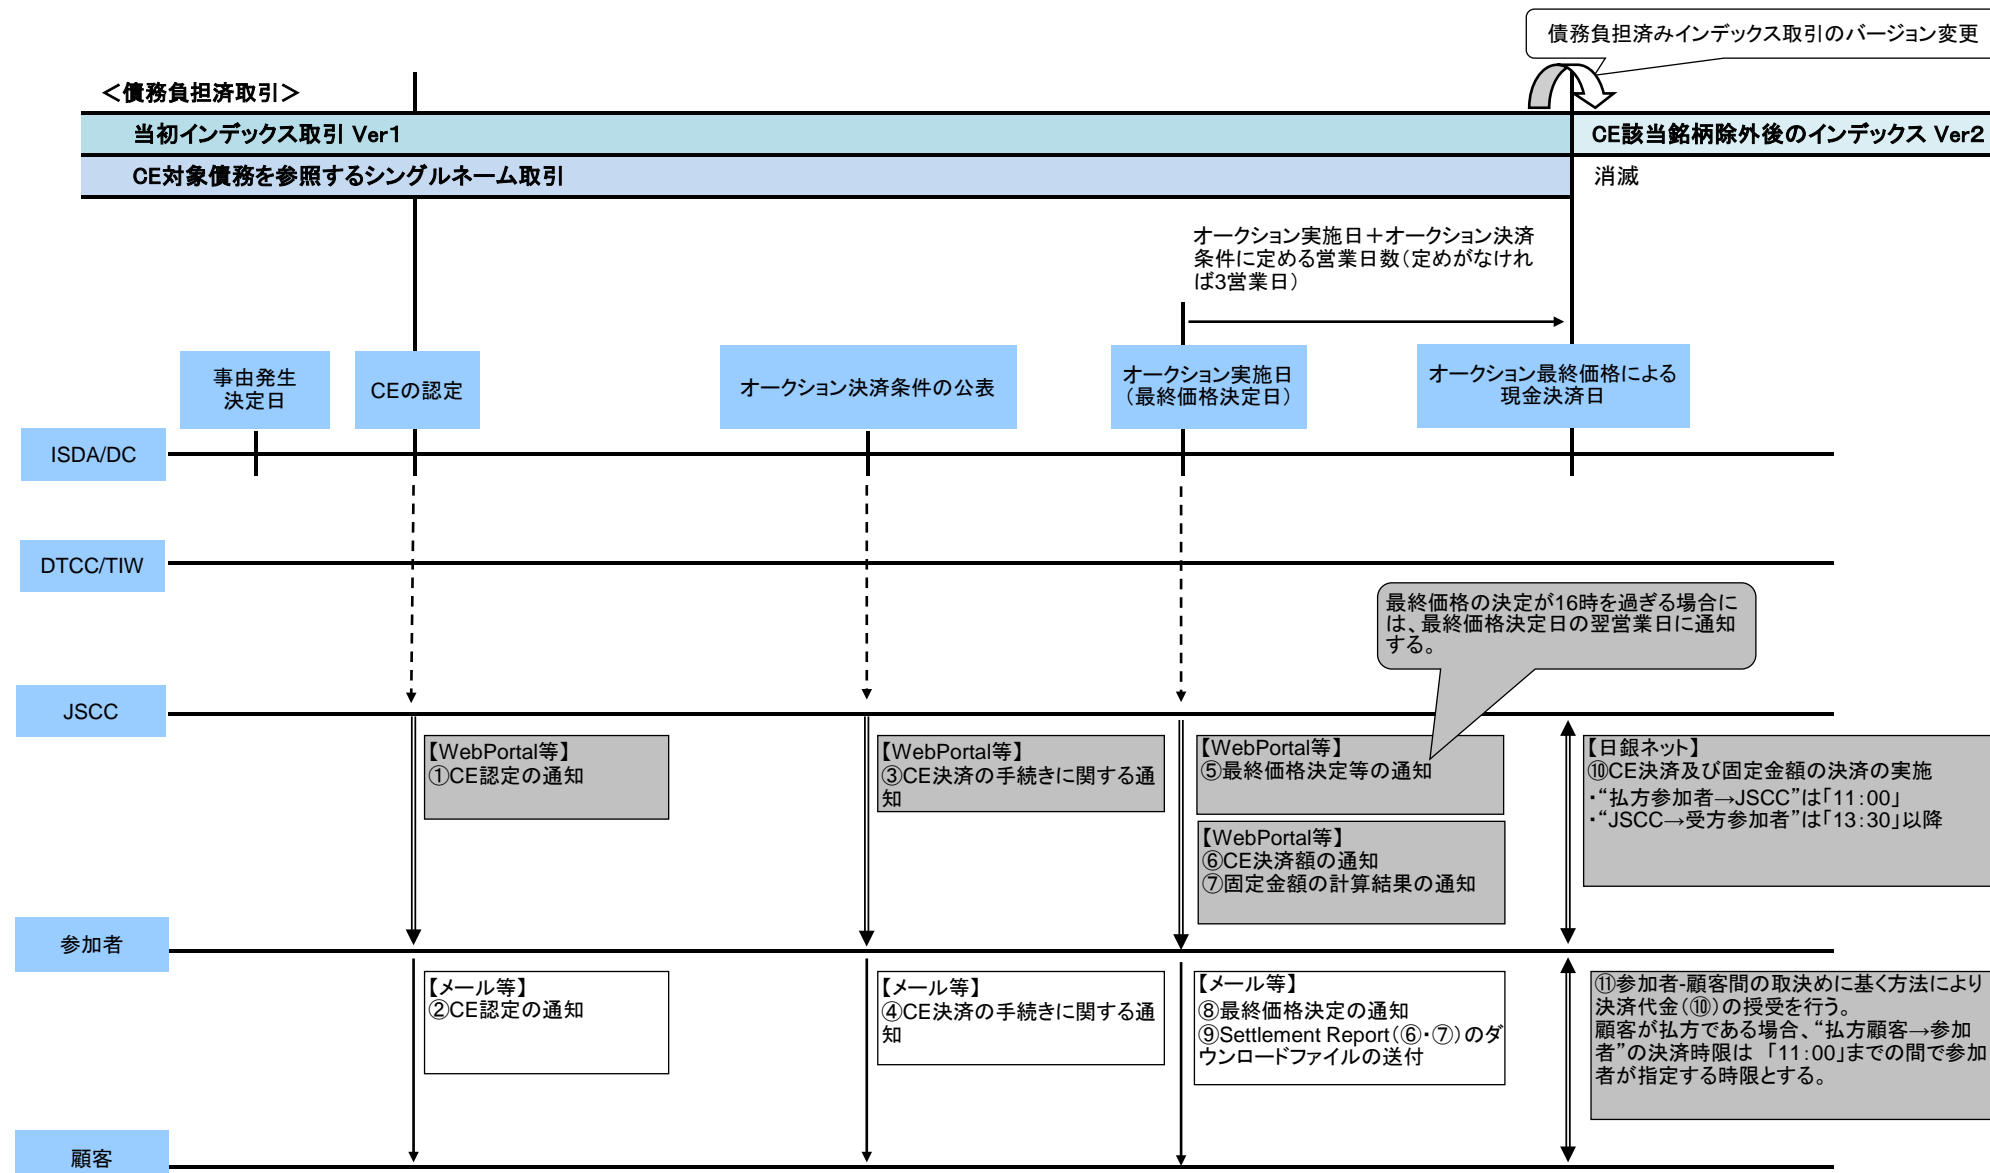 債務負担済みインデックス取引のバージョン変更
＜債務負担済取引＞
当初インデックス取引 Ver1
CE該当銘柄除外後のインデックス Ver2
CE対象債務を参照するシングルネーム取引
消滅
オークション実施日＋オークション決済
条件に定める営業日数（定めがなけれ
ば3営業日）
事由発生
決定日
CEの認定
オークション決済条件の公表
オークション実施日
（最終価格決定日）
オークション最終価格による
現金決済日
ISDA/DC
DTCC/TIW
最終価格の決定が16時を過ぎる場合に
は、最終価格決定日の翌営業日に通知
する。
JSCC
【WebPortal等】
①CE認定の通知
【WebPortal等】
③CE決済の手続きに関する通
知
【WebPortal等】
⑤最終価格決定等の通知
【WebPortal等】
⑥CE決済額の通知
⑦固定金額の計算結果の通知
【日銀ネット】
⑩CE決済及び固定金額の決済の実施
・“払方参加者→JSCC”は「11：00」
・“JSCC→受方参加者”は「13：30」以降
参加者
【メール等】
②CE認定の通知
【メール等】
④CE決済の手続きに関する通
知
【メール等】
⑧最終価格決定の通知
⑨Settlement Report（⑥・⑦）のダ
ウンロードファイルの送付
⑪参加者-顧客間の取決めに基く方法により
決済代金（⑩）の授受を行う。
顧客が払方である場合、“払方顧客→参加
者”の決済時限は 「11：00」までの間で参加
者が指定する時限とする。
顧客